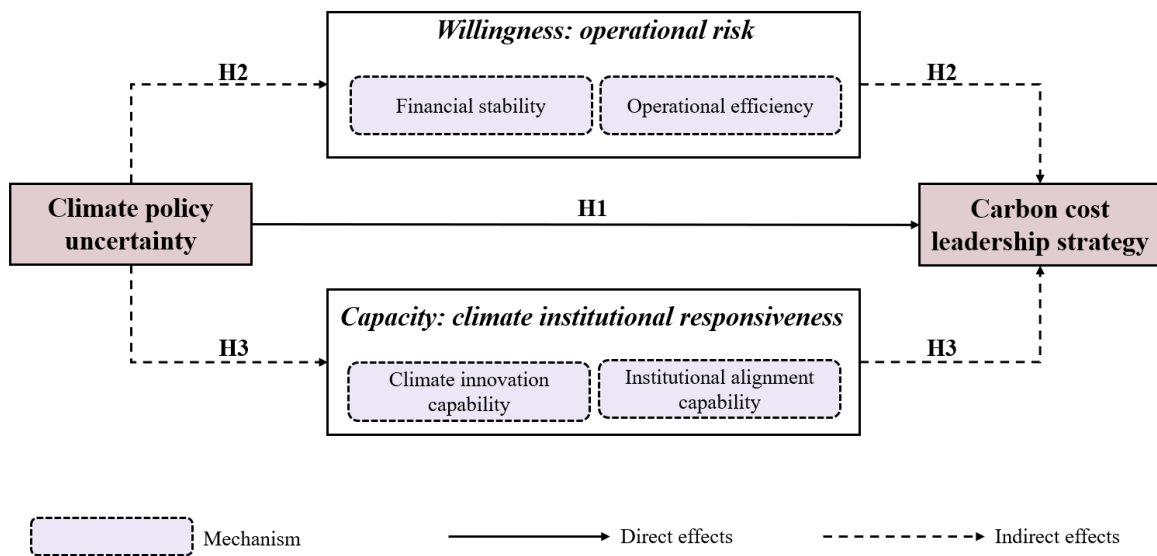 Willingness: operational risk
H2
H2
Financial stability
Operational efficiency
Climate policy
uncertainty
H1
Carbon cost
leadership strategy
Capacity: climate institutional responsiveness
H3
H3
Climate innovation
capability
Institutional alignment
capability
Mechanism
Direct effects
Indirect effects